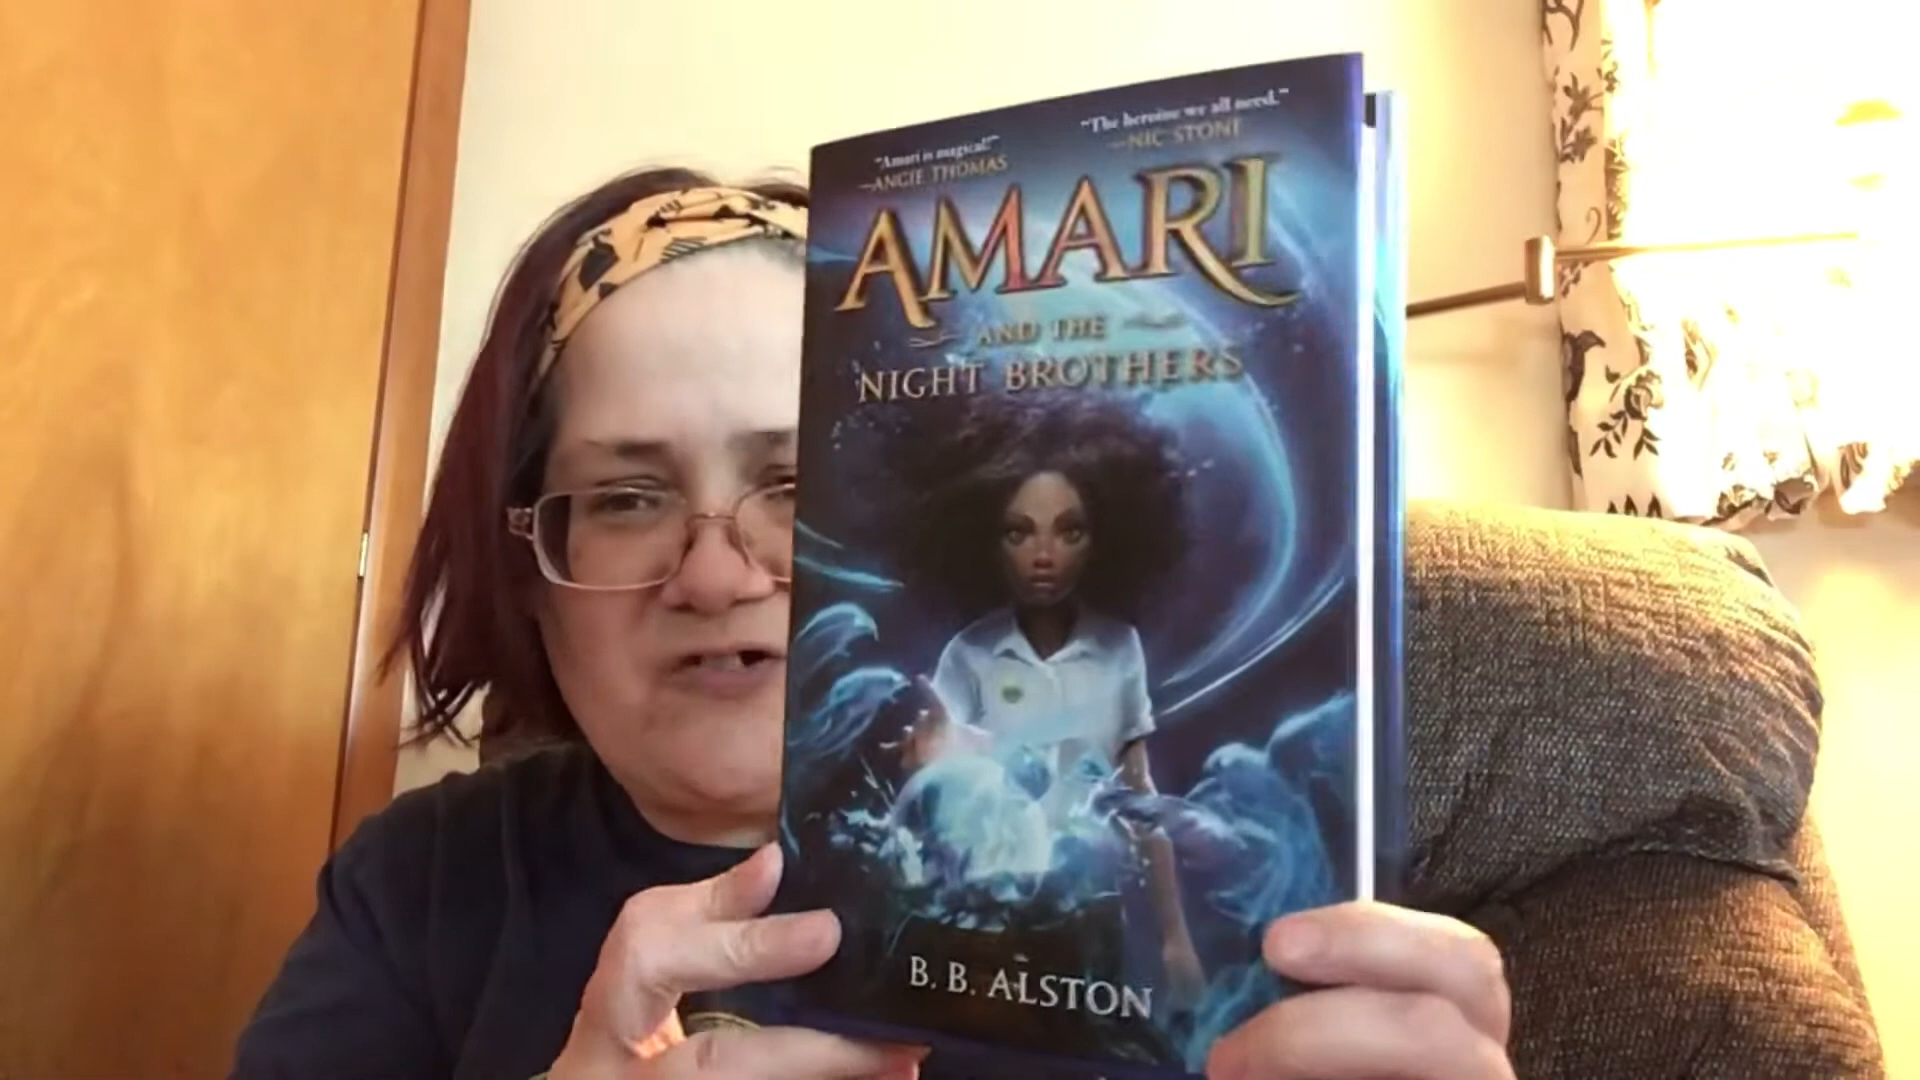 "Amari is magical!"
—ANGIE THOMAS
"The heroine we all need."
—NIC STONE
AMARI
AND THE
NIGHT BROTHERS
B. B. ALSTON